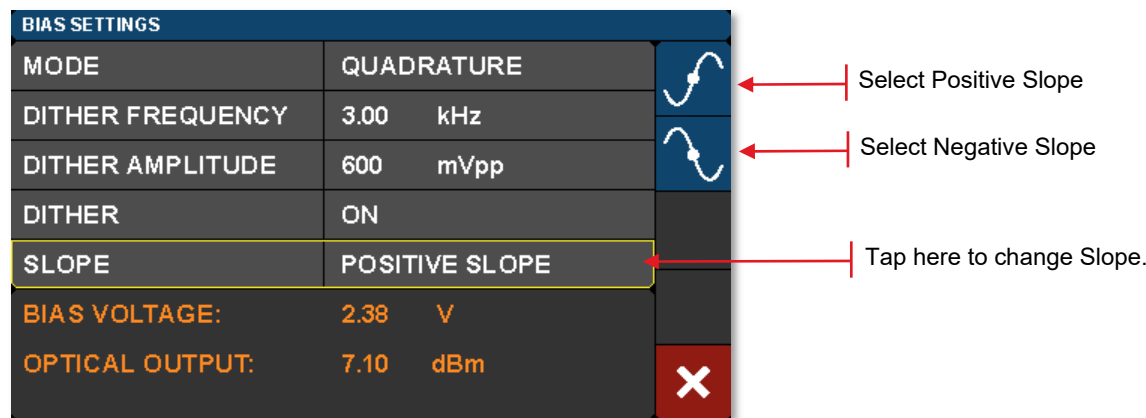 BIAS SETTINGS
MODE QUADRATURE
Select Positive Slope
DITHER FREQUENCY 3.00 kHz
DITHER AMPLITUDE 600 mVpp
Select Negative Slope
DITHER ON
SLOPE POSITIVE SLOPE
Tap here to change Slope.
BIAS VOLTAGE: 2.38 V
OPTICAL OUTPUT: 7.10 dBm